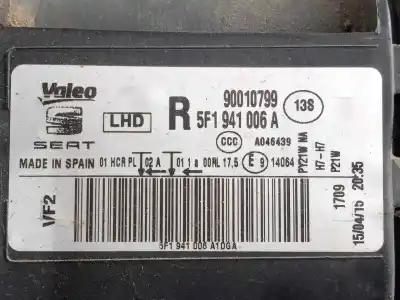 Valeo
SEAT
LHD
R
90010799
5F1 941 006 A
13S
CCC
A046439
MADE IN SPAIN
01 HCR PL
02 A
01 1a 00RL 17,5
E 9
14064
PY21W NA
H7-H7
P21W
VF2
1709
15/04/15 20:35
5F1 941 006 A1DGA